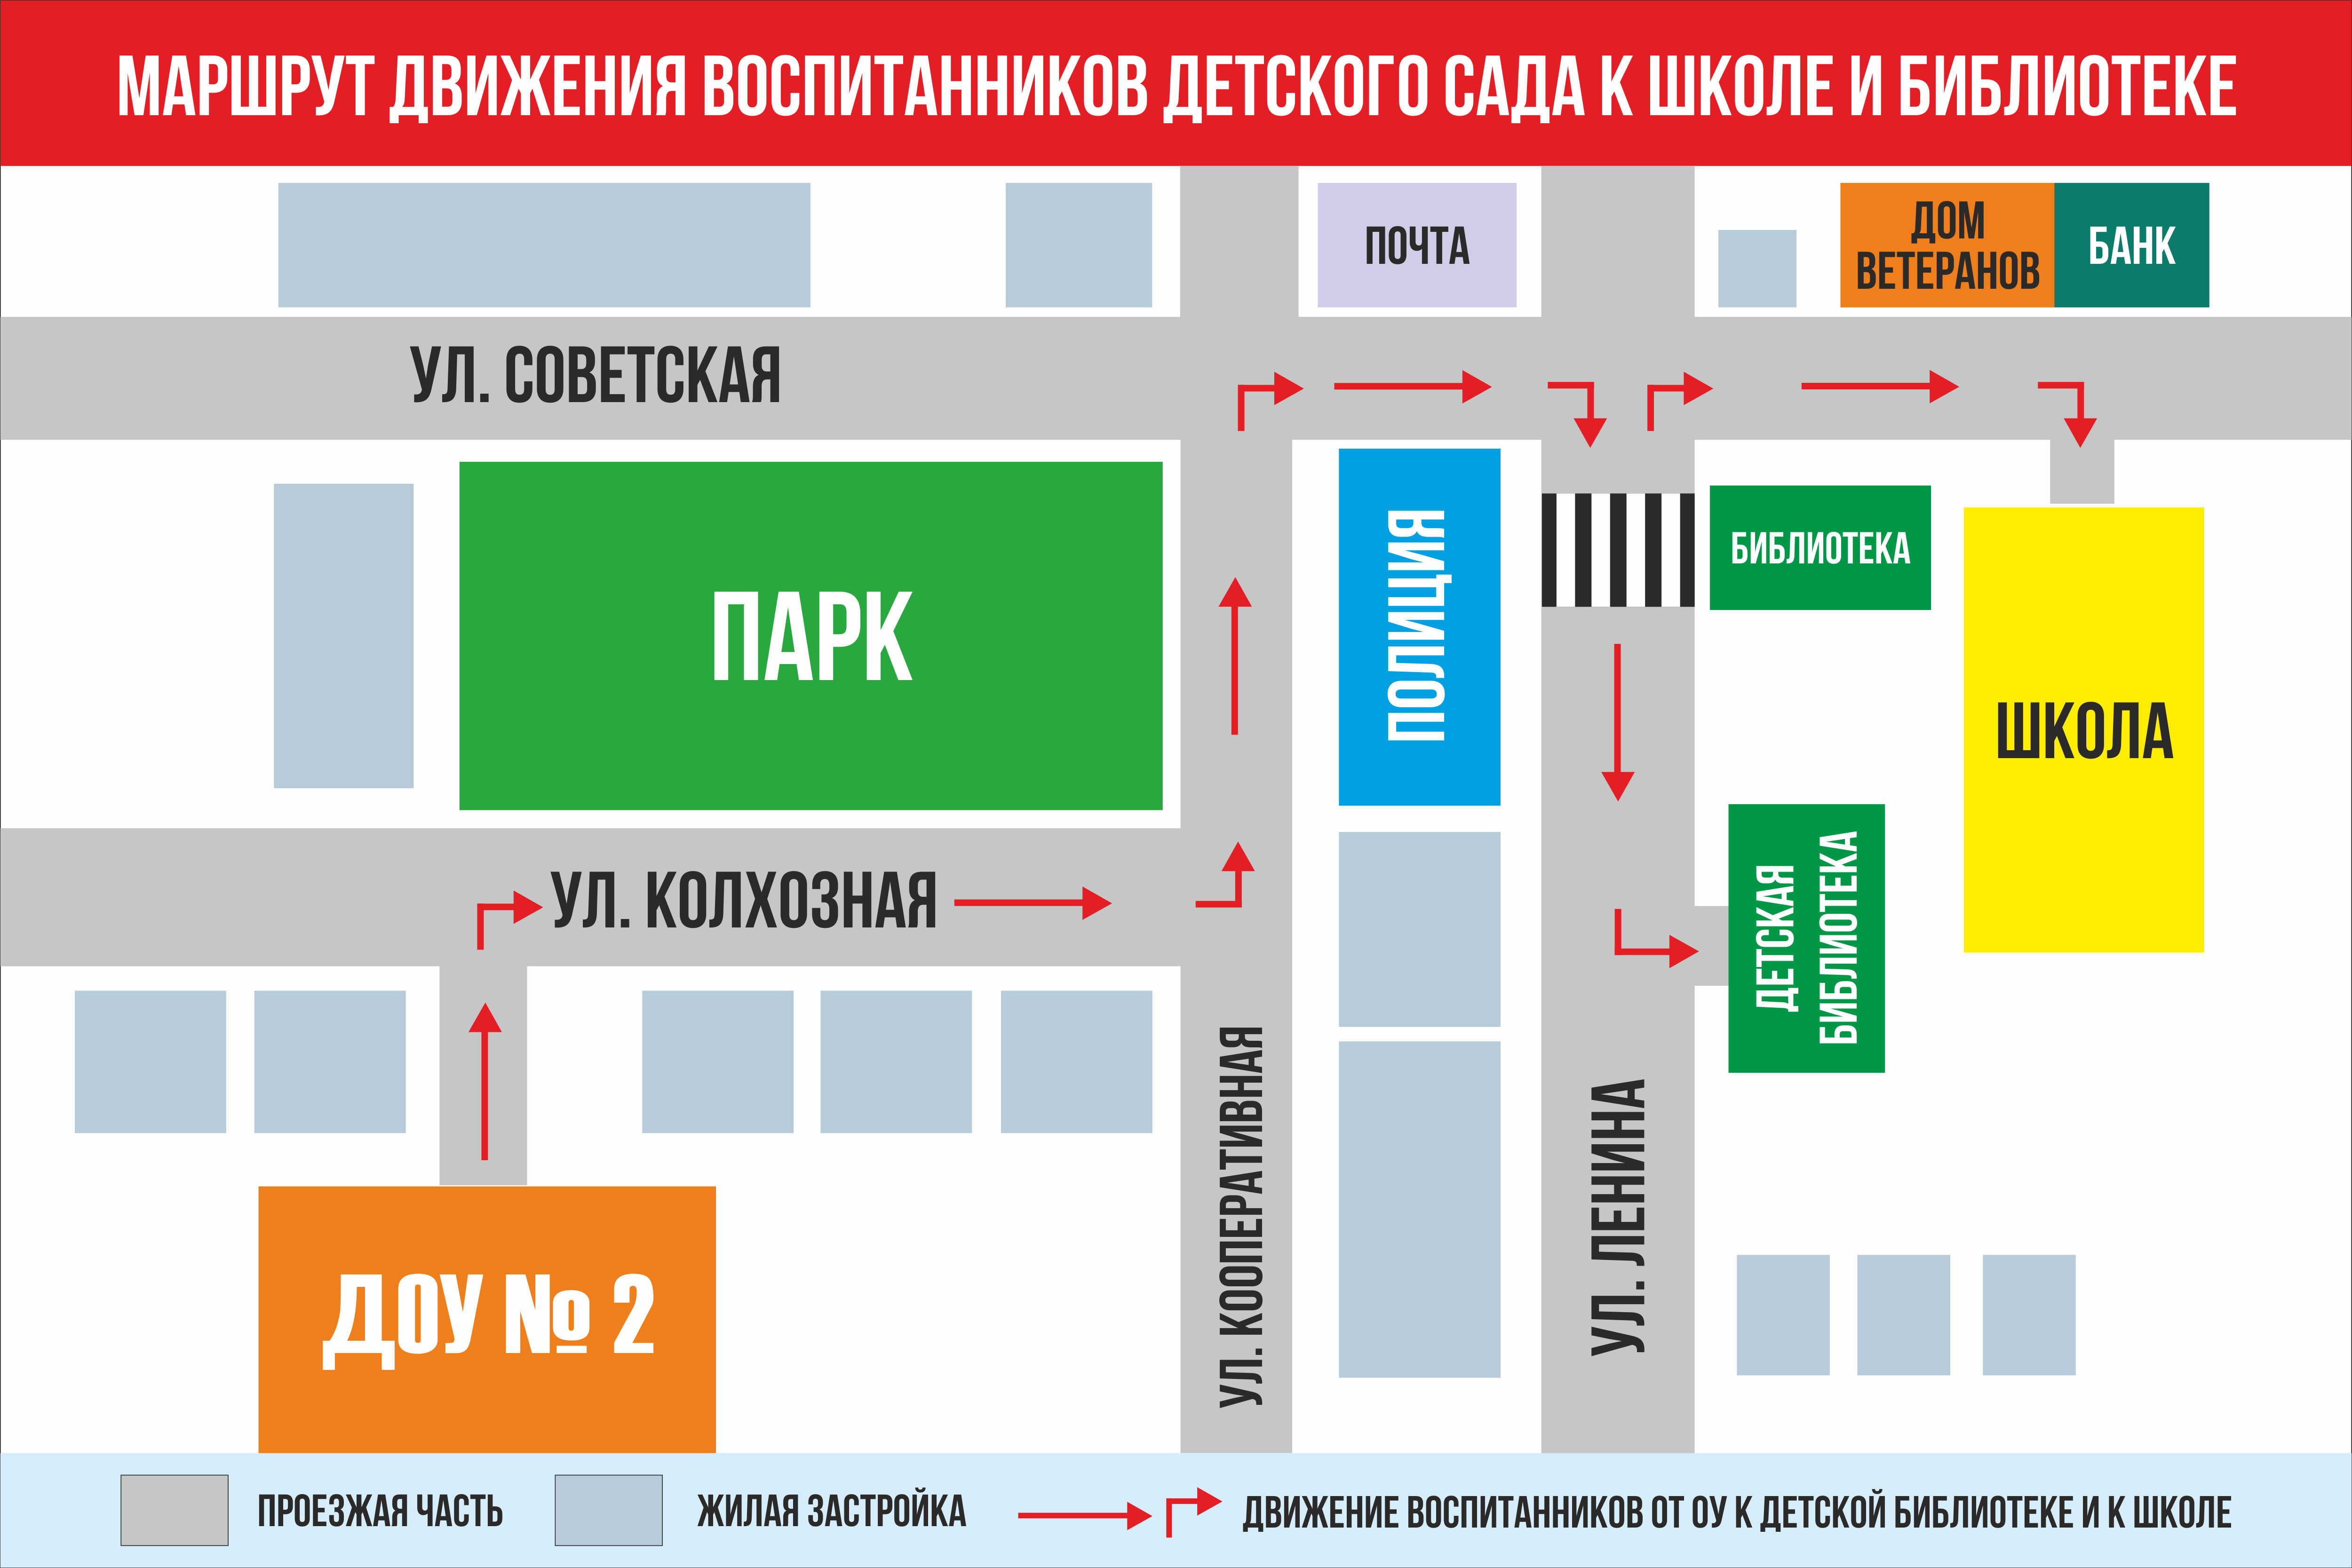 МАРШРУТ ДВИЖЕНИЯ ВОСПИТАННИКОВ ДЕТСКОГО САДА К ШКОЛЕ И БИБЛИОТЕКЕ
ПОЧТА
ДОМ
ВЕТЕРАНОВ
БАНК
УЛ. СОВЕТСКАЯ
ПАРК
ПОЛИЦИЯ
БИБЛИОТЕКА
ШКОЛА
УЛ. КОЛХОЗНАЯ
ДЕТСКАЯ
БИБЛИОТЕКА
УЛ. КООПЕРАТИВНАЯ
УЛ. ЛЕНИНА
ДОУ № 2
ПРОЕЗЖАЯ ЧАСТЬ
ЖИЛАЯ ЗАСТРОЙКА
ДВИЖЕНИЕ ВОСПИТАННИКОВ ОТ ОУ К ДЕТСКОЙ БИБЛИОТЕКЕ И К ШКОЛЕ